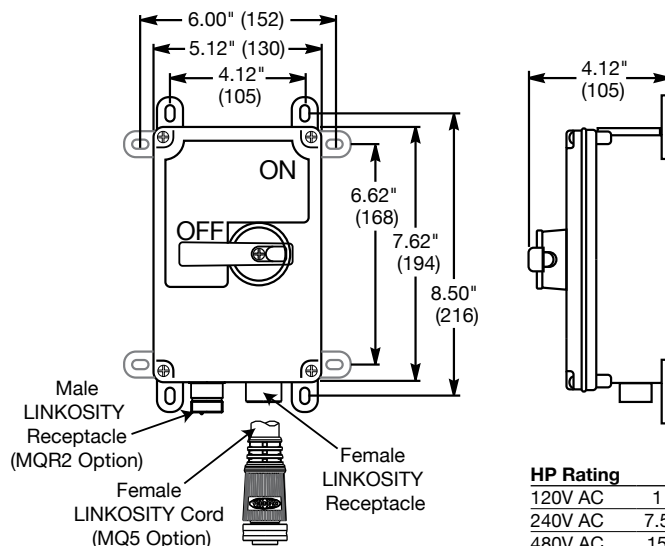 6.00" (152)
5.12" (130)
4.12"
(105)
4.12"
(105)
ON
OFF
6.62"
(168)
7.62"
(194)
8.50"
(216)
Male
LINKOSITY
Receptacle
(MQR2 Option)
Female
LINKOSITY Cord
(MQ5 Option)
Female
LINKOSITY
Receptacle
HP Rating
120V AC 1
240V AC 7.5
480V AC 15